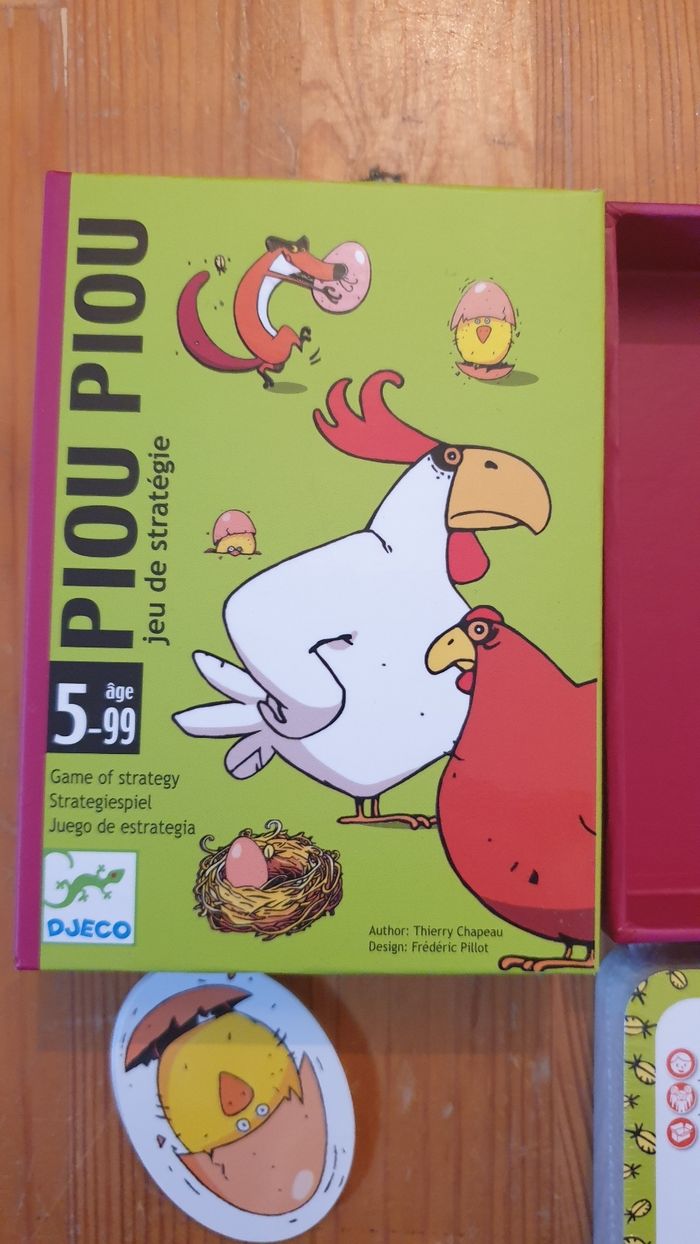 PIOU PIOU
jeu de stratégie
âge
5-99
Game of strategy
Strategiespiel
Juego de estrategia
DJECO
Author: Thierry Chapeau
Design: Frédéric Pillot